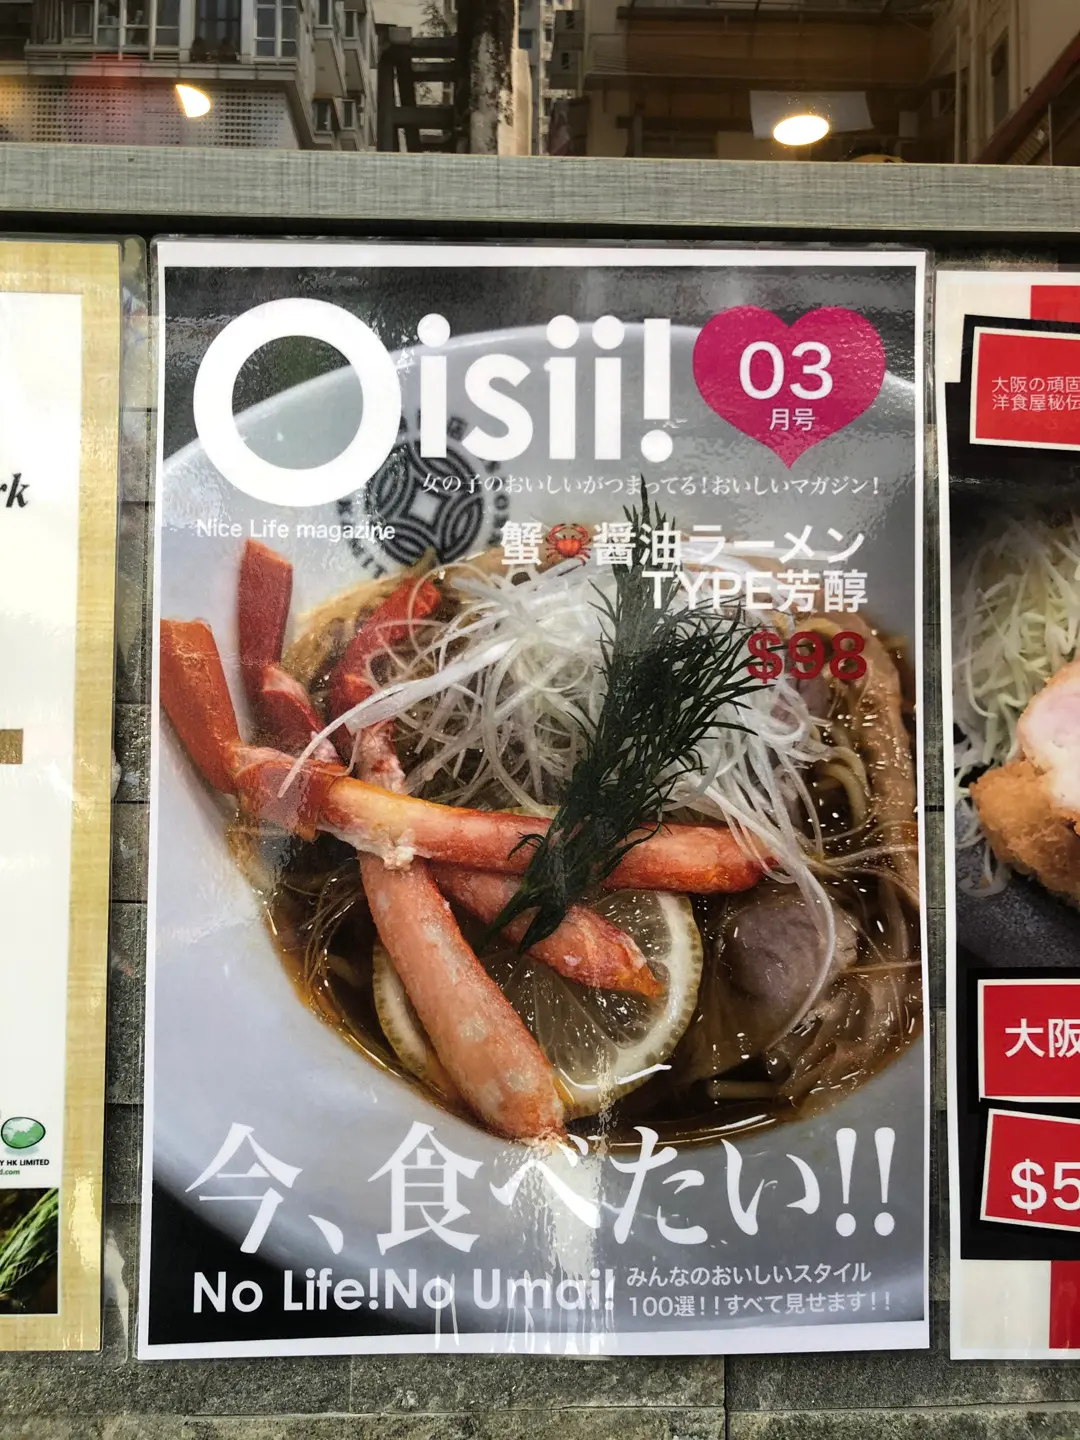 rk
Y HK LIMITED
d.com
Oisii!
03
月号
女の子のおいしいがつまってる!おいしいマガジン!
Nice Life magazine
蟹🦀醤油ラーメン
TYPE芳醇
$98
今、食べたい!!
No Life!No Umai!
みんなのおいしいスタイル
100選!!すべて見せます!!
大阪の頑固
洋食屋秘伝
大阪
$5